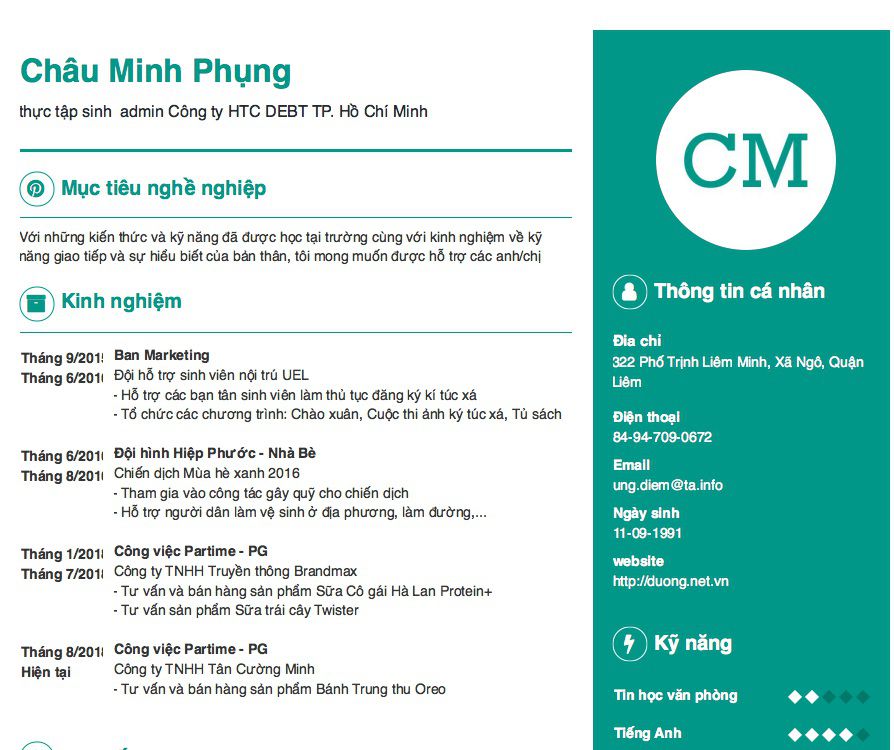 Châu Minh Phụng
thực tập sinh admin Công ty HTC DEBT TP. Hồ Chí Minh
Mục tiêu nghề nghiệp
Với những kiến thức và kỹ năng đã được học tại trường cùng với kinh nghiệm về kỹ
năng giao tiếp và sự hiểu biết của bản thân, tôi mong muốn được hỗ trợ các anh/chị
Kinh nghiệm
Tháng 9/201 Ban Marketing
Tháng 6/201 Đội hỗ trợ sinh viên nội trú UEL
- Hỗ trợ các bạn tân sinh viên làm thủ tục đăng ký kí túc xá
- Tổ chức các chương trình: Chào xuân, Cuộc thi ảnh ký túc xá, Tủ sách
Tháng 6/201 Đội hình Hiệp Phước - Nhà Bè
Tháng 8/201 Chiến dịch Mùa hè xanh 2016
- Tham gia vào công tác gây quỹ cho chiến dịch
- Hỗ trợ người dân làm vệ sinh ở địa phương, làm đường,...
Tháng 1/201 Công việc Partime - PG
Tháng 7/201 Công ty TNHH Truyền thông Brandmax
- Tư vấn và bán hàng sản phẩm Sữa Cô gái Hà Lan Protein+
- Tư vấn sản phẩm Sữa trái cây Twister
Tháng 8/201 Công việc Partime - PG
Hiện tại Công ty TNHH Tân Cường Minh
- Tư vấn và bán hàng sản phẩm Bánh Trung thu Oreo
CM
Thông tin cá nhân
Địa chỉ
322 Phố Trịnh Liêm Minh, Xã Ngô, Quận
Liêm
Điện thoại
84-94-709-0672
Email
ung.diem@ta.info
Ngày sinh
11-09-1991
website
http://duong.net.vn
Kỹ năng
Tin học văn phòng
Tiếng Anh